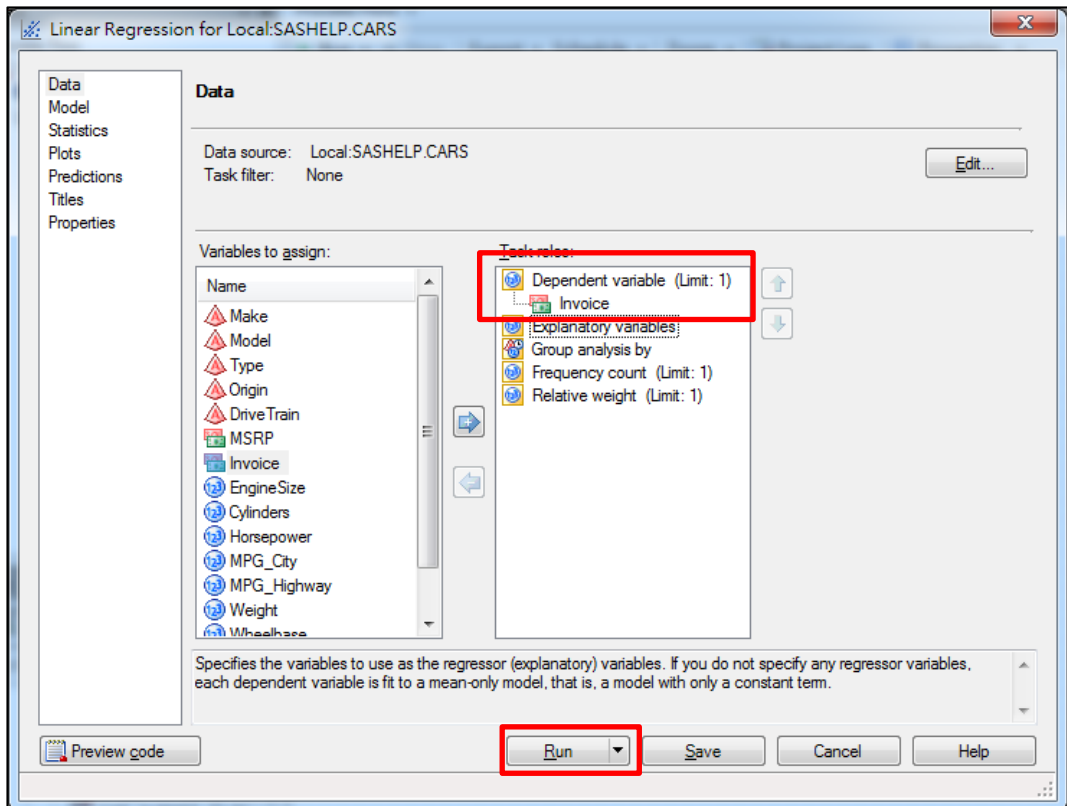 Linear Regression for Local:SASHELP.CARS
x
Data
Model
Statistics
Plots
Predictions
Titles
Properties
Data
Data source: Local:SASHELP.CARS
Task filter: None
Edit...
Variables to assign:
Name
Make
Model
Type
Origin
DriveTrain
MSRP
Invoice
EngineSize
Cylinders
Horsepower
MPG_City
MPG_Highway
Weight
Wheelbase
Task roles:
Dependent variable (Limit: 1)
Invoice
Explanatory variables
Group analysis by
Frequency count (Limit: 1)
Relative weight (Limit: 1)
Specifies the variables to use as the regressor (explanatory) variables. If you do not specify any regressor variables,
each dependent variable is fit to a mean-only model, that is, a model with only a constant term.
Preview code
Run
Save
Cancel
Help